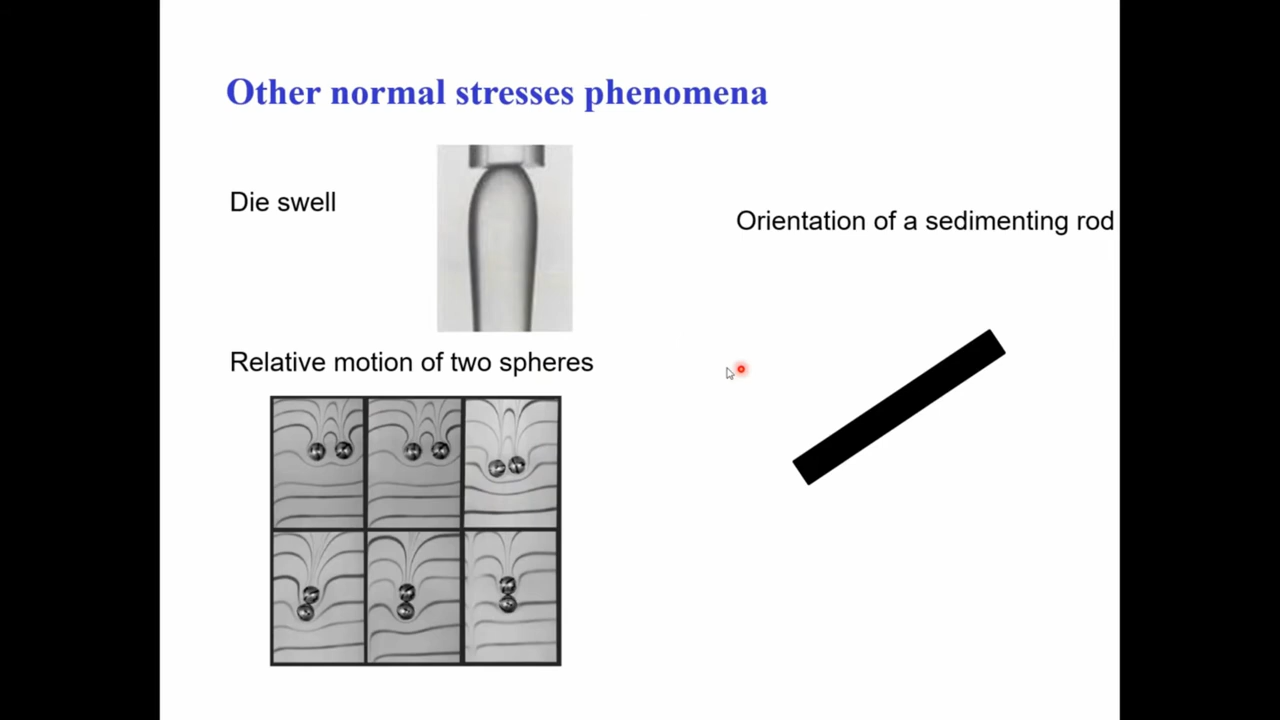 Other normal stresses phenomena
Die swell
Orientation of a sedimenting rod
Relative motion of two spheres